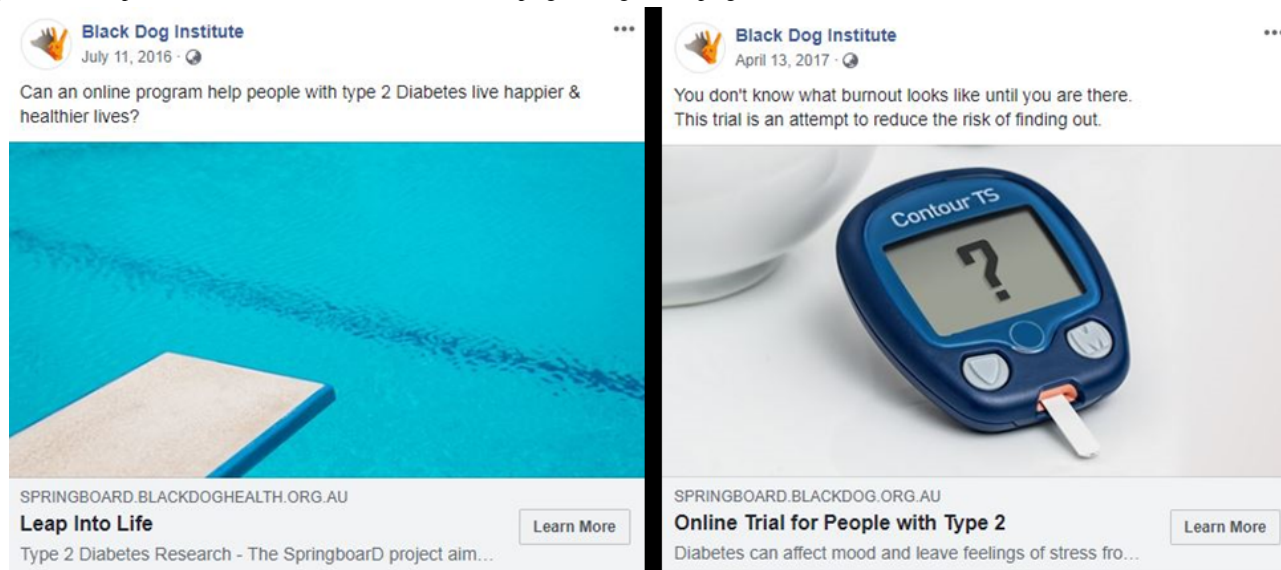 Black Dog Institute
July 11, 2016
Can an online program help people with type 2 Diabetes live happier &
healthier lives?
SPRINGBOARD.BLACKDOGHEALTH.ORG.AU
Leap Into Life
Learn More
Type 2 Diabetes Research - The SpringboarD project aim...
Black Dog Institute
April 13, 2017
You don't know what burnout looks like until you are there.
This trial is an attempt to reduce the risk of finding out.
Contour TS
?
M
SPRINGBOARD.BLACKDOG.ORG.AU
Online Trial for People with Type 2
Learn More
Diabetes can affect mood and leave feelings of stress fro...